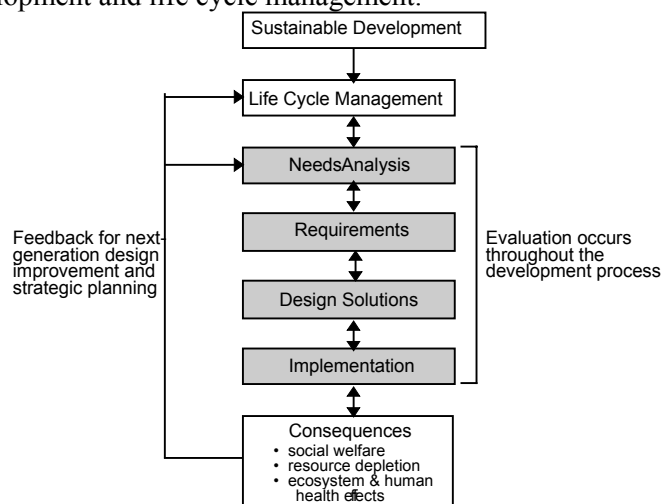 opment and life cycle management.
Sustainable Development
Life Cycle Management
NeedsAnalysis
Requirements
Design Solutions
Implementation
Feedback for next-
generation design
improvement and
strategic planning
Evaluation occurs
throughout the
development process
Consequences
• social welfare
• resource depletion
• ecosystem & human
health effects